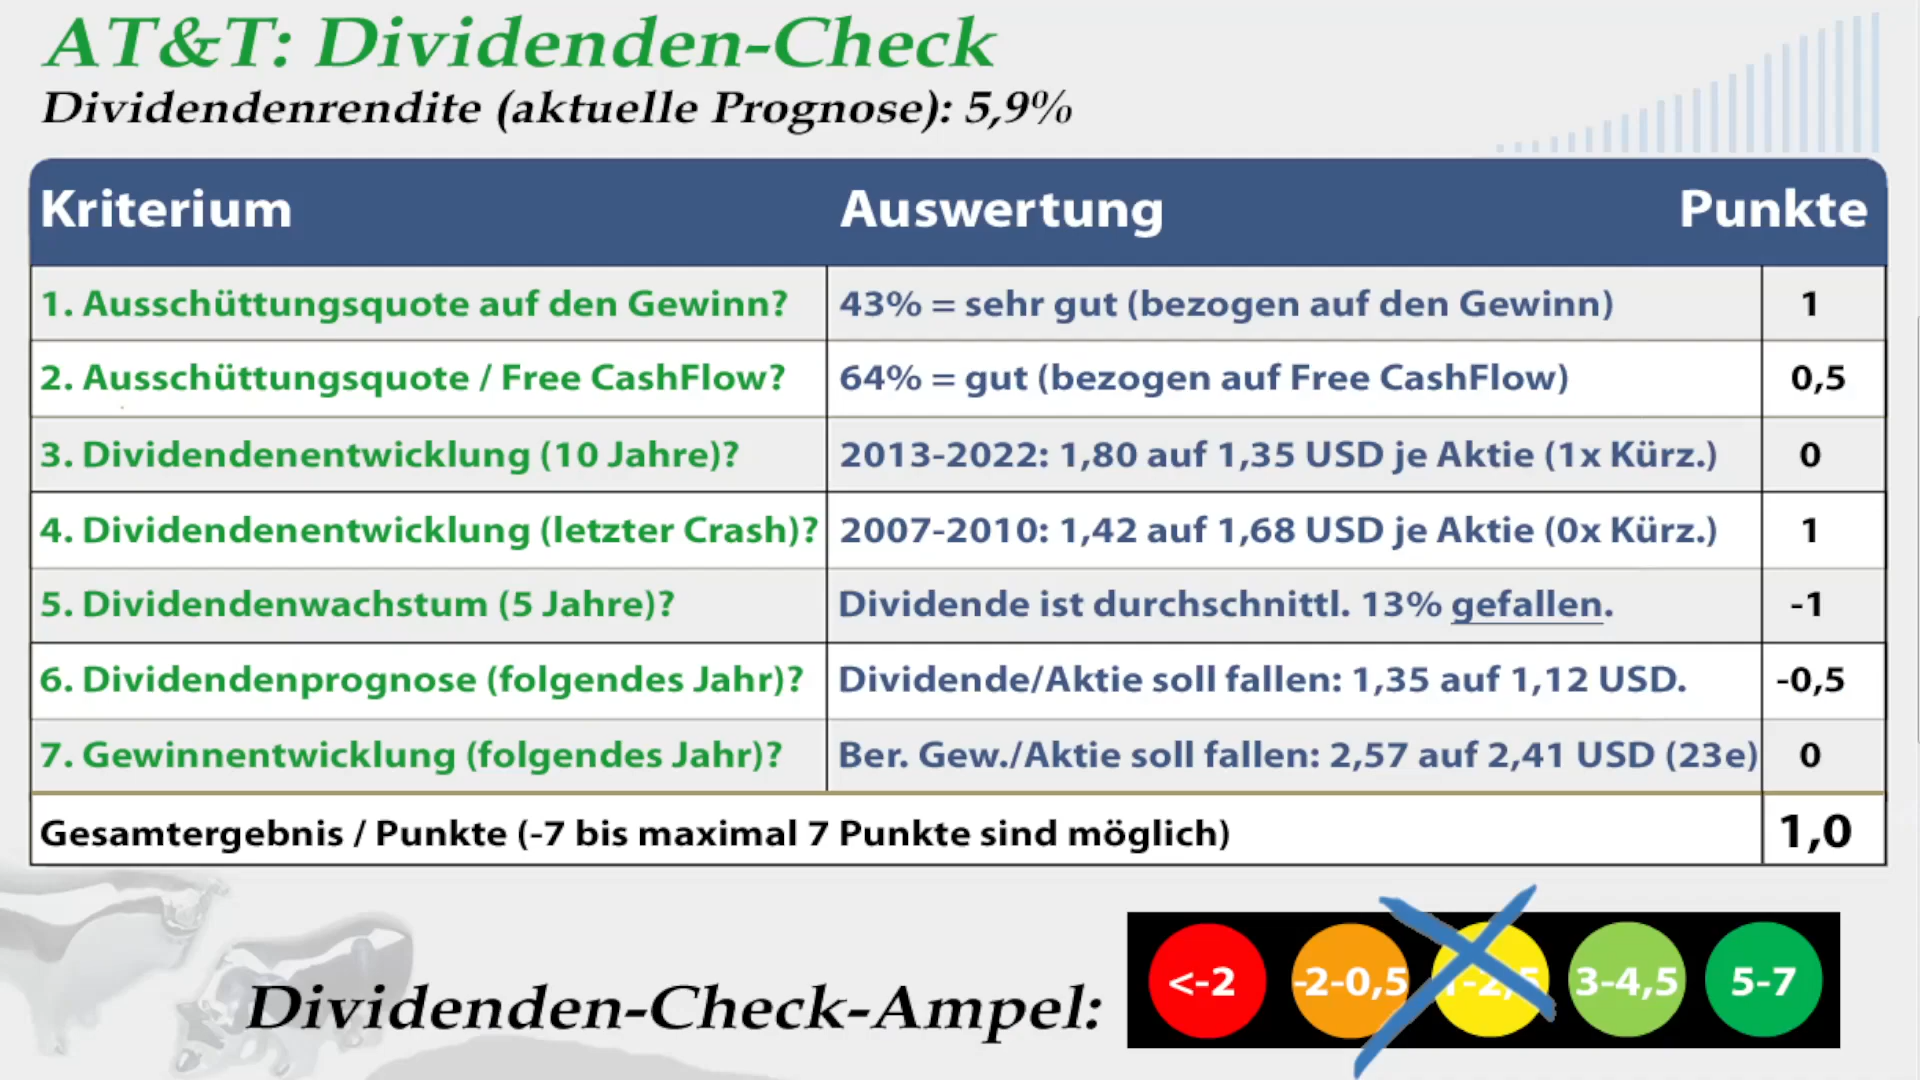 AT&T: Dividenden-Check
Dividendenrendite (aktuelle Prognose): 5,9%
Kriterium Auswertung Punkte
1. Ausschüttungsquote auf den Gewinn? 43% = sehr gut (bezogen auf den Gewinn) 1
2. Ausschüttungsquote / Free CashFlow? 64% = gut (bezogen auf Free CashFlow) 0,5
3. Dividendenentwicklung (10 Jahre)? 2013-2022: 1,80 auf 1,35 USD je Aktie (1x Kürz.) 0
4. Dividendenentwicklung (letzter Crash)? 2007-2010: 1,42 auf 1,68 USD je Aktie (0x Kürz.) 1
5. Dividendenwachstum (5 Jahre)? Dividende ist durchschnittl. 13% gefallen. -1
6. Dividendenprognose (folgendes Jahr)? Dividende/Aktie soll fallen: 1,35 auf 1,12 USD. -0,5
7. Gewinnentwicklung (folgendes Jahr)? Ber. Gew./Aktie soll fallen: 2,57 auf 2,41 USD (23e) 0
Gesamtergebnis / Punkte (-7 bis maximal 7 Punkte sind möglich) 1,0
Dividenden-Check-Ampel: <-2 -2-0,5 1-2,5 3-4,5 5-7